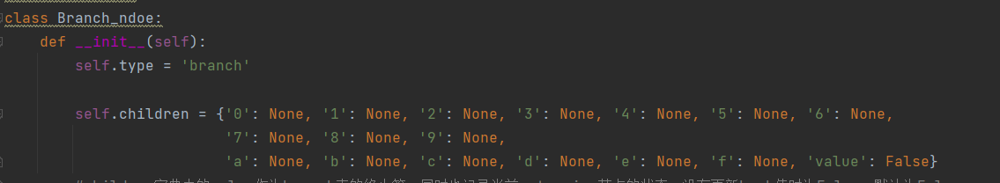 class Branch_ndoe:
def __init__(self):
self.type = 'branch'
self.children = {'0': None, '1': None, '2': None, '3': None, '4': None, '5': None, '6': None,
'7': None, '8': None, '9': None,
'a': None, 'b': None, 'c': None, 'd': None, 'e': None, 'f': None, 'value': False}